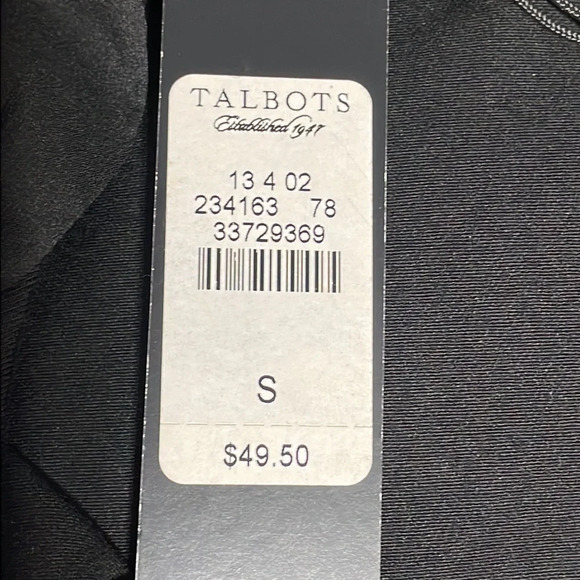 TALBOTS
Established 1947
13 4 02
234163 78
33729369
S
$49.50